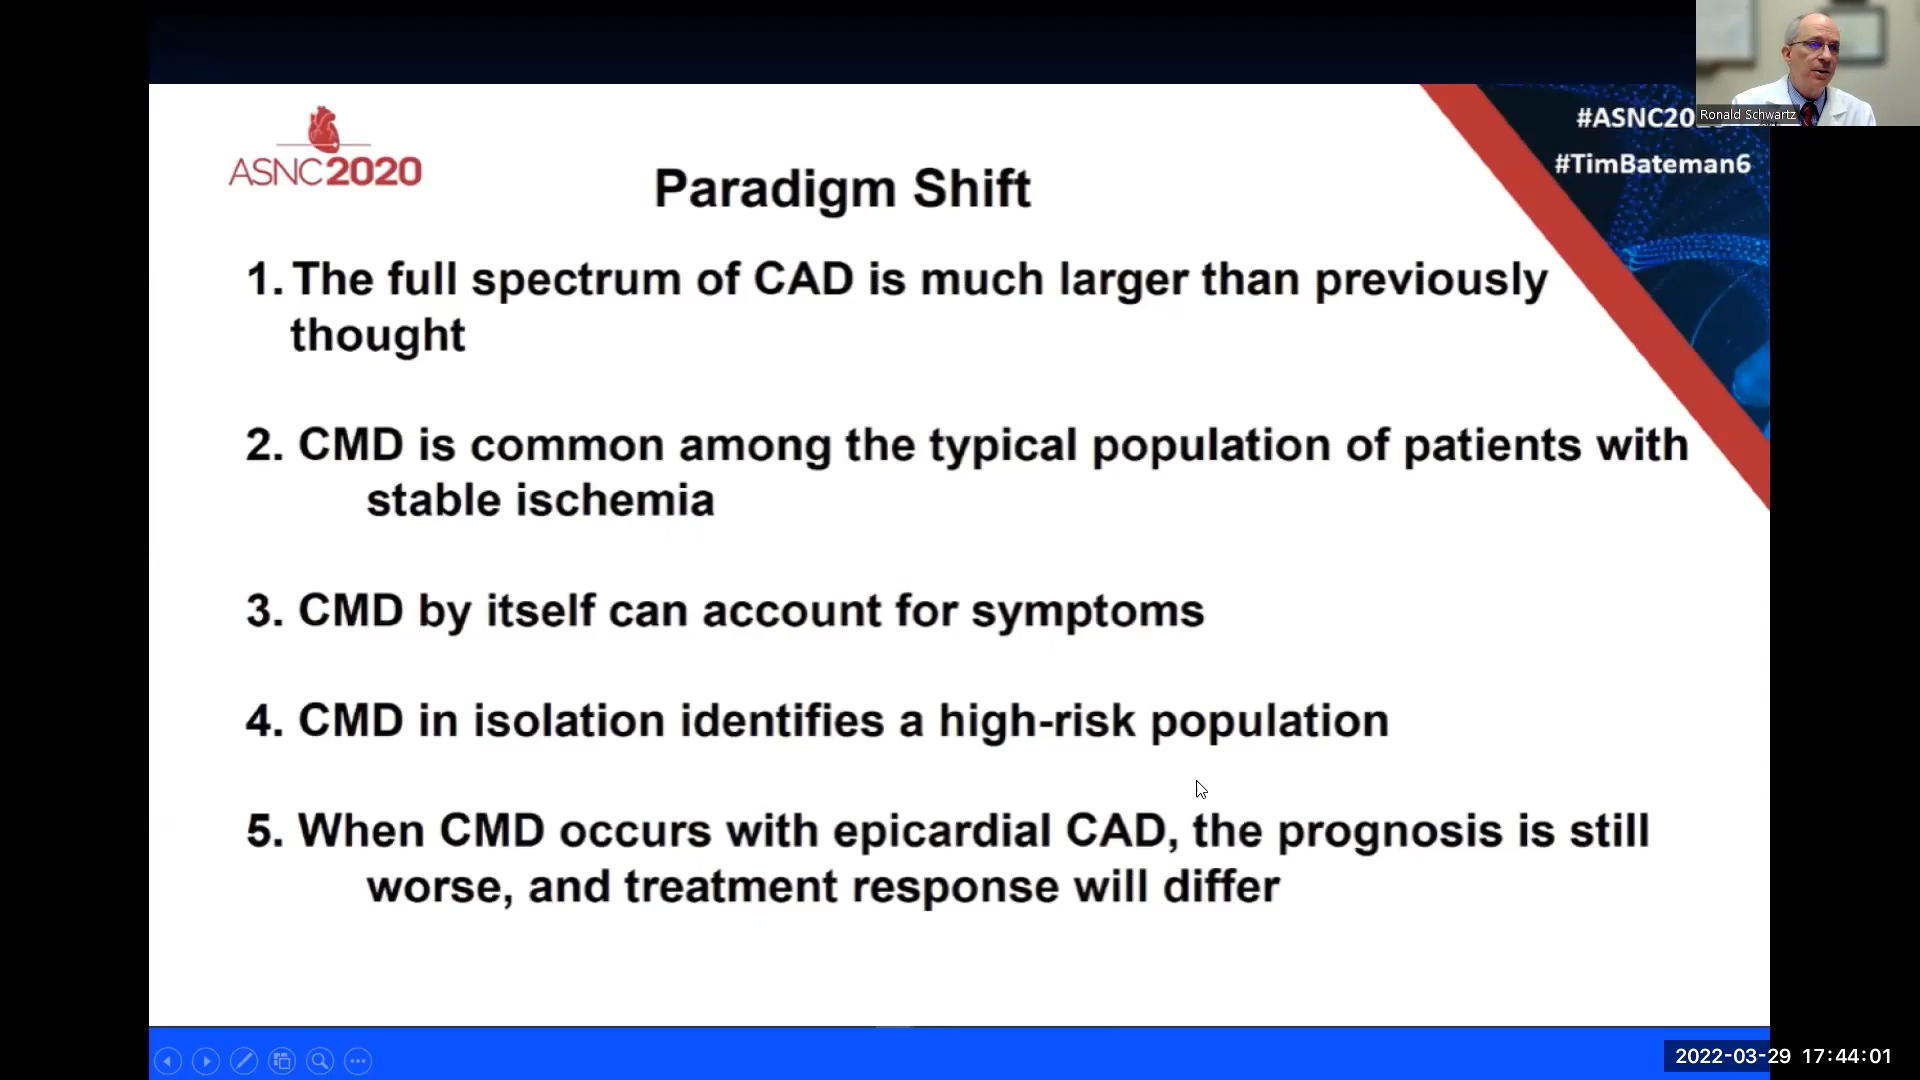 #ASNC20
Ronald Schwartz
#TimBateman6
ASNC2020
Paradigm Shift
1. The full spectrum of CAD is much larger than previously
thought
2. CMD is common among the typical population of patients with
stable ischemia
3. CMD by itself can account for symptoms
4. CMD in isolation identifies a high-risk population
5. When CMD occurs with epicardial CAD, the prognosis is still
worse, and treatment response will differ
2022-03-29 17:44:01